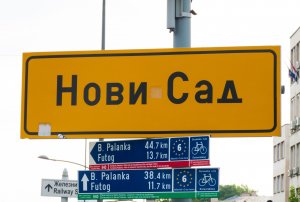 Нови Сад
B. Palanka 44.7 km 6
Futog 13.7 km
B. Palanka 38.4 km 6
Futog 11.7 km
Железни
Railway S